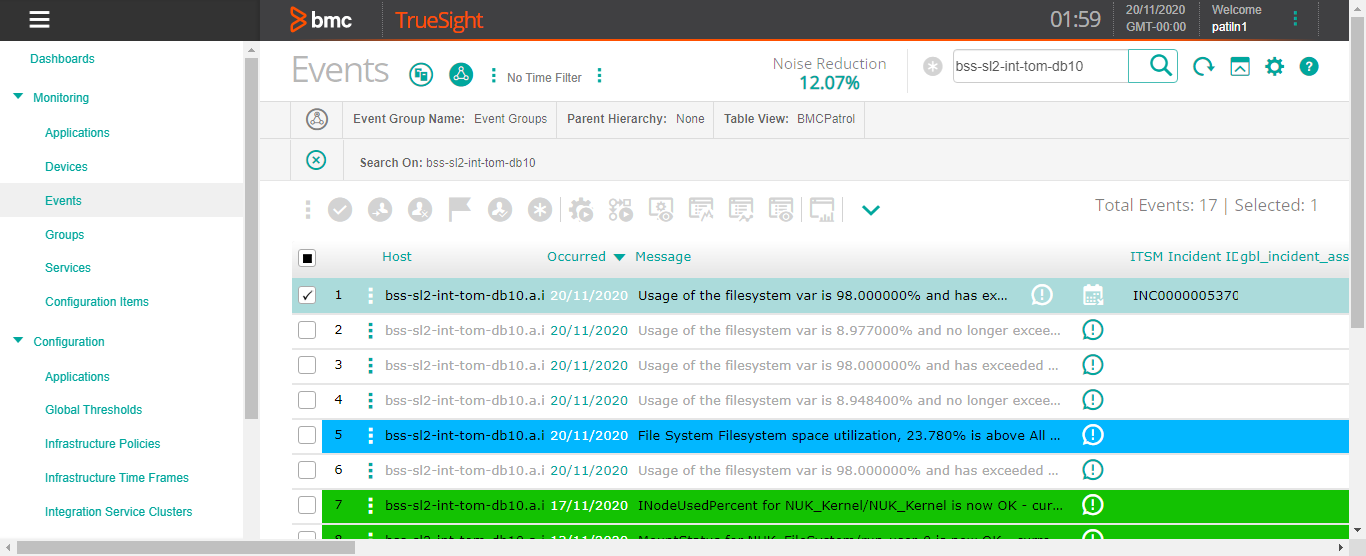 bmc TrueSight 01:59 20/11/2020 GMT-00:00 Welcome patiln1
Dashboards
Monitoring
Applications
Devices
Events
Groups
Services
Configuration Items
Configuration
Applications
Global Thresholds
Infrastructure Policies
Infrastructure Time Frames
Integration Service Clusters
Events No Time Filter Noise Reduction 12.07% bss-sl2-int-tom-db10 ?
Event Group Name: Event Groups Parent Hierarchy: None Table View: BMCPatrol
Search On: bss-sl2-int-tom-db10
Total Events: 17 | Selected: 1
Host Occurred Message ITSM Incident ID gbl_incident_ass
1 bss-sl2-int-tom-db10.a.i 20/11/2020 Usage of the filesystem var is 98.000000% and has ex... INC0000005370
2 bss-sl2-int-tom-db10.a.i 20/11/2020 Usage of the filesystem var is 8.977000% and no longer excee...
3 bss-sl2-int-tom-db10.a.i 20/11/2020 Usage of the filesystem var is 98.000000% and has exceeded ...
4 bss-sl2-int-tom-db10.a.i 20/11/2020 Usage of the filesystem var is 8.948400% and no longer excee...
5 bss-sl2-int-tom-db10.a.i 20/11/2020 File System Filesystem space utilization, 23.780% is above All ...
6 bss-sl2-int-tom-db10.a.i 20/11/2020 Usage of the filesystem var is 98.000000% and has exceeded ...
7 bss-sl2-int-tom-db10.a.i 17/11/2020 INodeUsedPercent for NUK_Kernel/NUK_Kernel is now OK - cur...